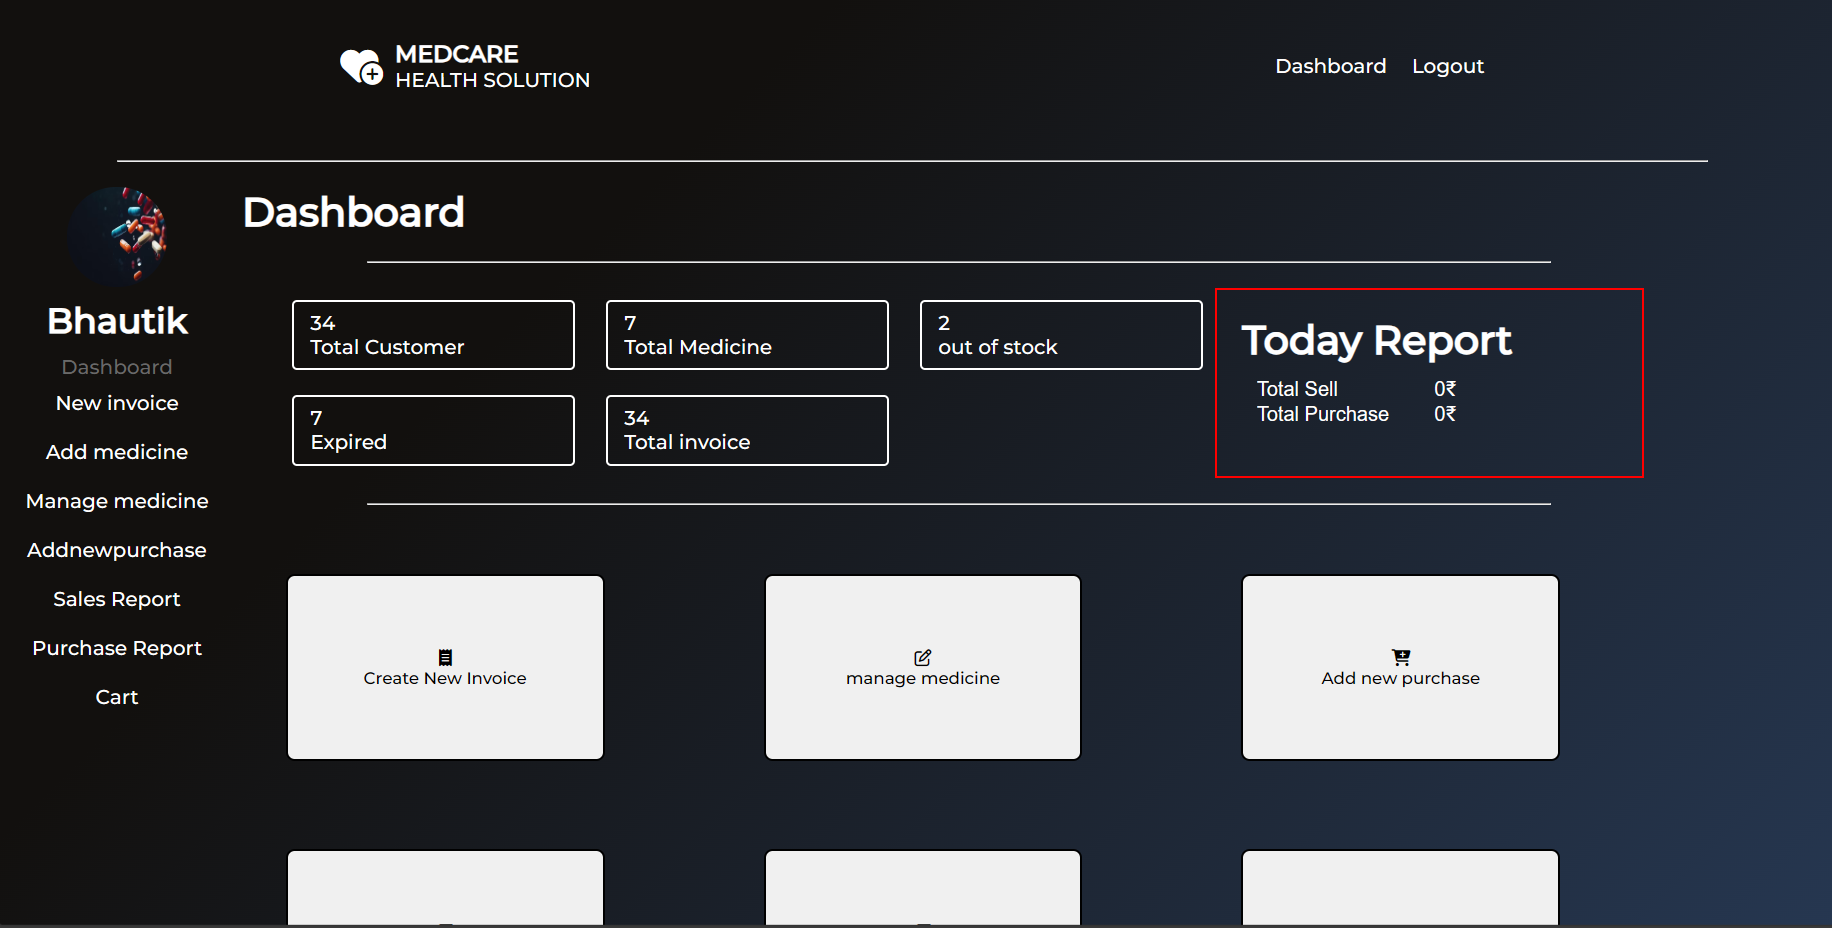 MEDCARE
HEALTH SOLUTION
Dashboard
Logout
Bhautik
Dashboard
New invoice
Add medicine
Manage medicine
Addnewpurchase
Sales Report
Purchase Report
Cart
Dashboard
34
Total Customer
7
Total Medicine
2
out of stock
7
Expired
34
Total invoice
Today Report
Total Sell 0₹
Total Purchase 0₹
Create New Invoice
manage medicine
Add new purchase